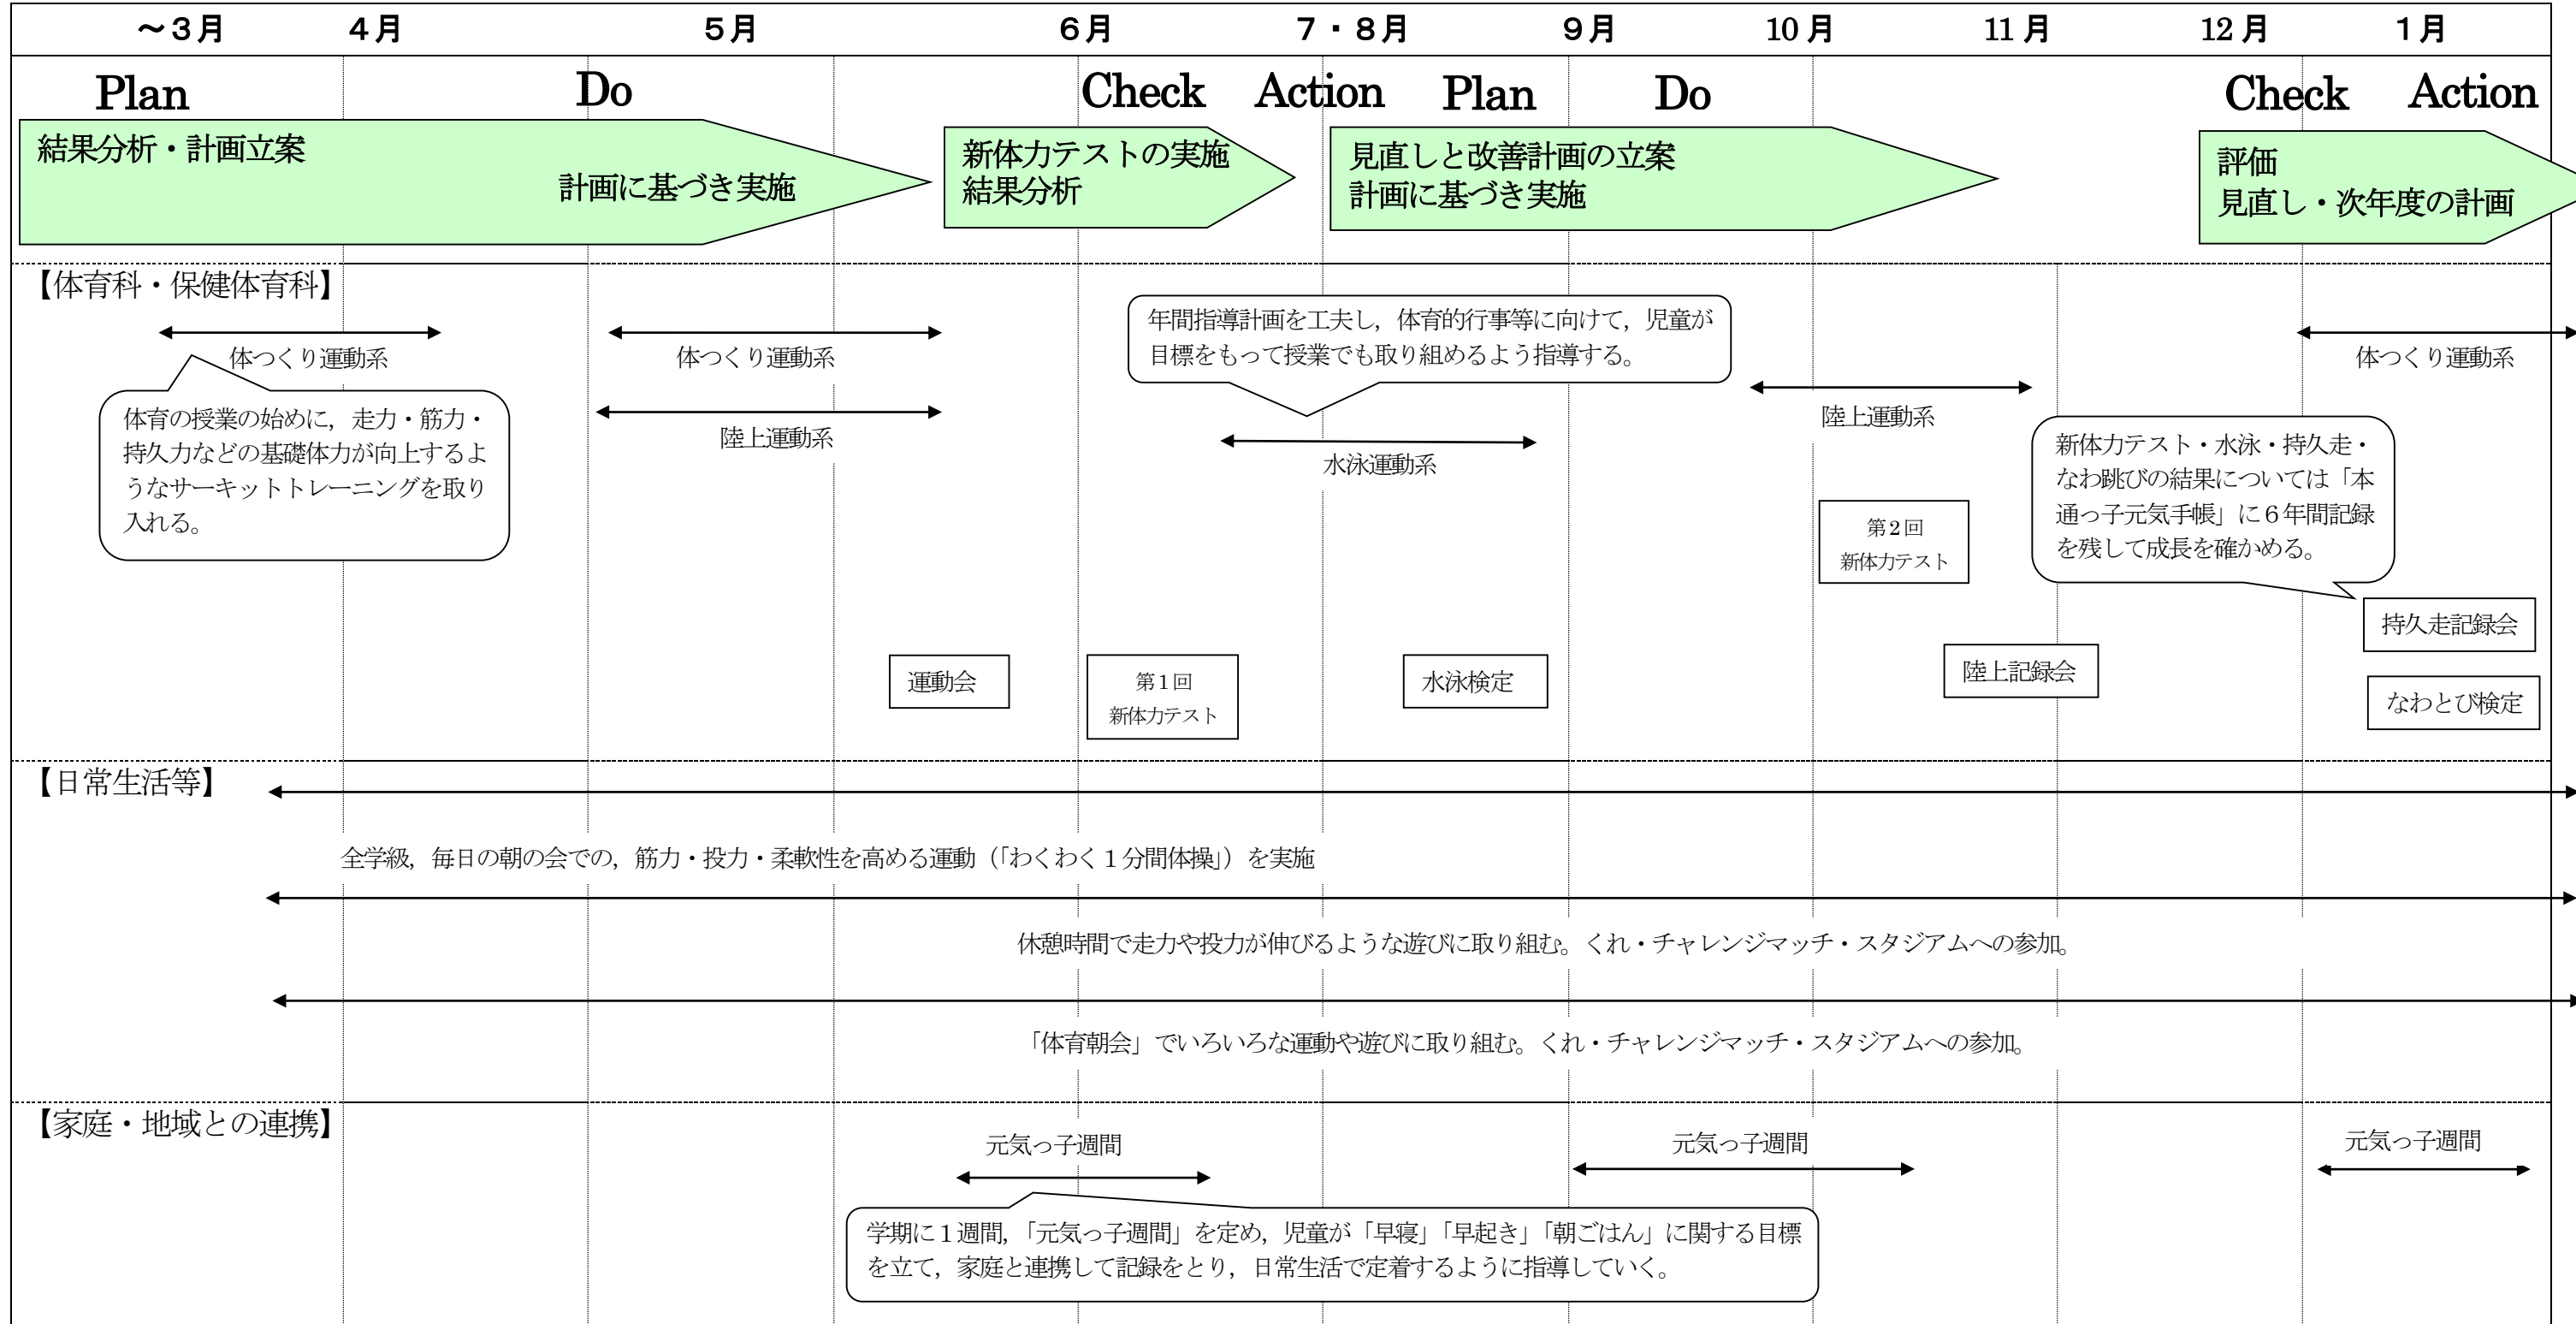 ～３月 ４月 ５月 ６月 ７・８月 ９月 10 月 11 月 12 月 １月
Plan Do Check Action Plan Do Check Action
結果分析・計画立案
計画に基づき実施
新体力テストの実施
結果分析
見直しと改善計画の立案
計画に基づき実施
評価
見直し・次年度の計画
【体育科・保健体育科】
体つくり運動系
体育の授業の始めに，走力・筋力・
持久力などの基礎体力が向上するよ
うなサーキットトレーニングを取り
入れる。
体つくり運動系
陸上運動系
年間指導計画を工夫し，体育的行事等に向けて，児童が
目標をもって授業でも取り組めるよう指導する。
水泳運動系
陸上運動系
体つくり運動系
新体力テスト・水泳・持久走・
なわ跳びの結果については「本
通っ子元気手帳」に６年間記録
を残して成長を確かめる。
第２回
新体力テスト
運動会
第１回
新体力テスト
水泳検定
陸上記録会
持久走記録会
なわとび検定
【日常生活等】
全学級，毎日の朝の会での，筋力・投力・柔軟性を高める運動（「わくわく１分間体操」）を実施
休憩時間で走力や投力が伸びるような遊びに取り組む。くれ・チャレンジマッチ・スタジアムへの参加。
「体育朝会」でいろいろな運動や遊びに取り組む。くれ・チャレンジマッチ・スタジアムへの参加。
【家庭・地域との連携】
元気っ子週間
元気っ子週間
元気っ子週間
学期に１週間，「元気っ子週間」を定め，児童が「早寝」「早起き」「朝ごはん」に関する目標
を立て，家庭と連携して記録をとり，日常生活で定着するように指導していく。